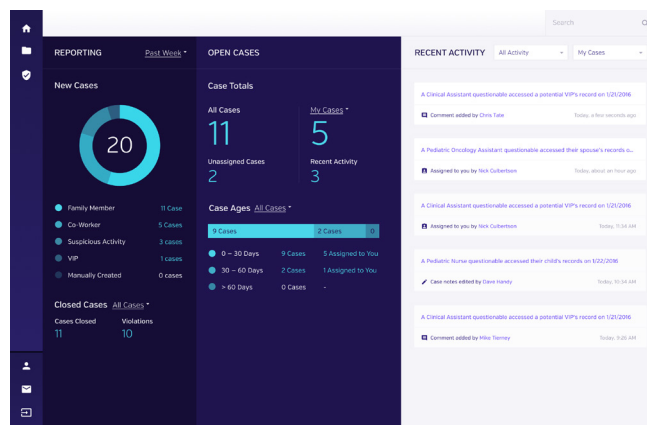 Search
REPORTING
Past Week
New Cases
20
Family Member 11 Case
Co-Worker 5 Cases
Suspicious Activity 3 cases
VIP 1 cases
Manually Created 0 cases
Closed Cases All Cases
Cases Closed Violations
11 10
OPEN CASES
Case Totals
All Cases My Cases
11 5
Unassigned Cases Recent Activity
2 3
Case Ages All Cases
9 Cases 2 Cases 0
0 – 30 Days 9 Cases 5 Assigned to You
30 – 60 Days 2 Cases 1 Assigned to You
> 60 Days 0 Cases -
RECENT ACTIVITY All Activity My Cases
A Clinical Assistant questionable accessed a potential VIP's record on 1/21/2016
Comment added by Chris Tate Today, a few seconds ago
A Pediatric Oncology Assistant questionable accessed their spouse's records o...
Assigned to you by Nick Culbertson Today, about an hour ago
A Clinical Assistant questionable accessed a potential VIP's record on 1/21/2016
Assigned to you by Nick Culbertson Today, 11:34 AM
A Pediatric Nurse questionable accessed their child's records on 1/22/2016
Case notes edited by Dave Handy Today, 10:34 AM
A Clinical Assistant questionable accessed a potential VIP's record on 1/21/2016
Comment added by Mike Tierney Today, 9:26 AM